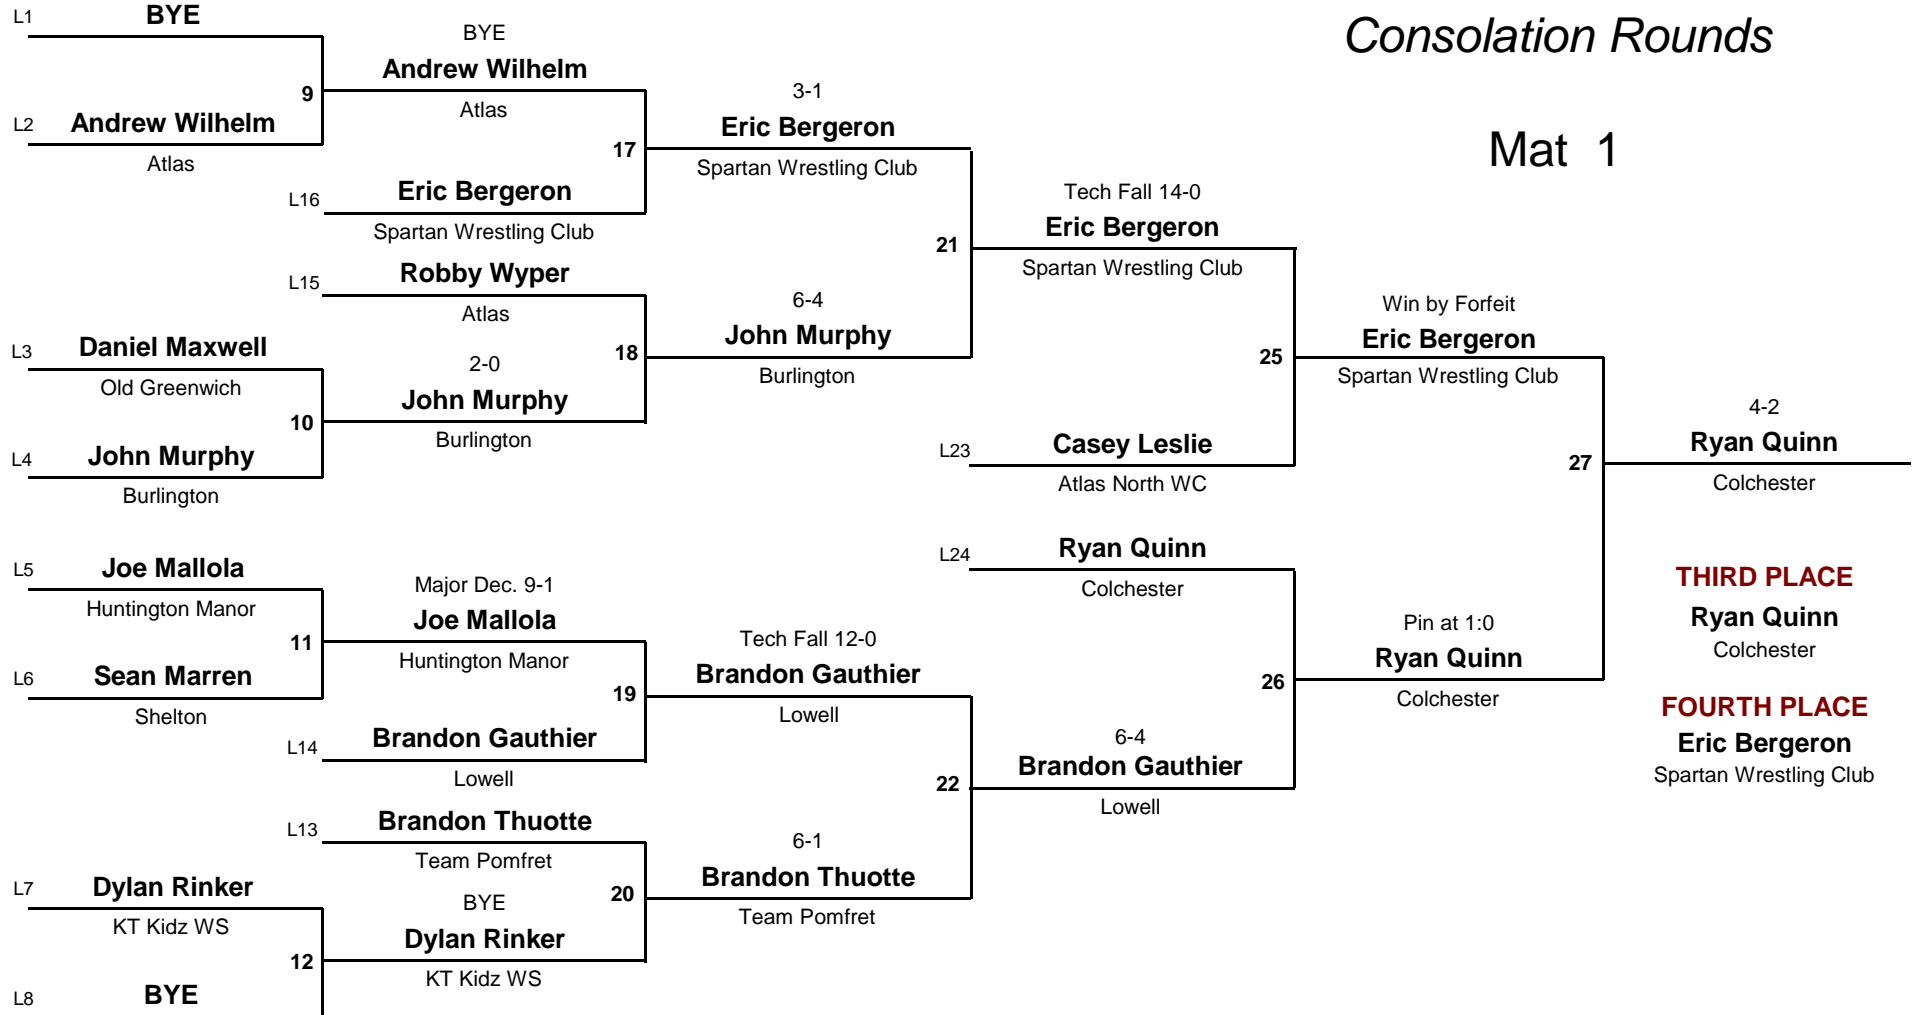 Consolation Rounds
Mat 1
L1 BYE
9
L2 Andrew Wilhelm
Atlas
BYE
Andrew Wilhelm
Atlas
17
L16 Eric Bergeron
Spartan Wrestling Club
L15 Robby Wyper
Atlas
18
L3 Daniel Maxwell
Old Greenwich
10
L4 John Murphy
Burlington
2-0
John Murphy
Burlington
3-1
Eric Bergeron
Spartan Wrestling Club
21
6-4
John Murphy
Burlington
Tech Fall 14-0
Eric Bergeron
Spartan Wrestling Club
25
L23 Casey Leslie
Atlas North WC
Win by Forfeit
Eric Bergeron
Spartan Wrestling Club
27
4-2
Ryan Quinn
Colchester
L5 Joe Mallola
Huntington Manor
11
L6 Sean Marren
Shelton
Major Dec. 9-1
Joe Mallola
Huntington Manor
19
L14 Brandon Gauthier
Lowell
L13 Brandon Thuotte
Team Pomfret
20
L7 Dylan Rinker
KT Kidz WS
12
L8 BYE
BYE
Dylan Rinker
KT Kidz WS
Tech Fall 12-0
Brandon Gauthier
Lowell
22
6-1
Brandon Thuotte
Team Pomfret
L24 Ryan Quinn
Colchester
26
6-4
Brandon Gauthier
Lowell
Pin at 1:0
Ryan Quinn
Colchester
THIRD PLACE
Ryan Quinn
Colchester
FOURTH PLACE
Eric Bergeron
Spartan Wrestling Club